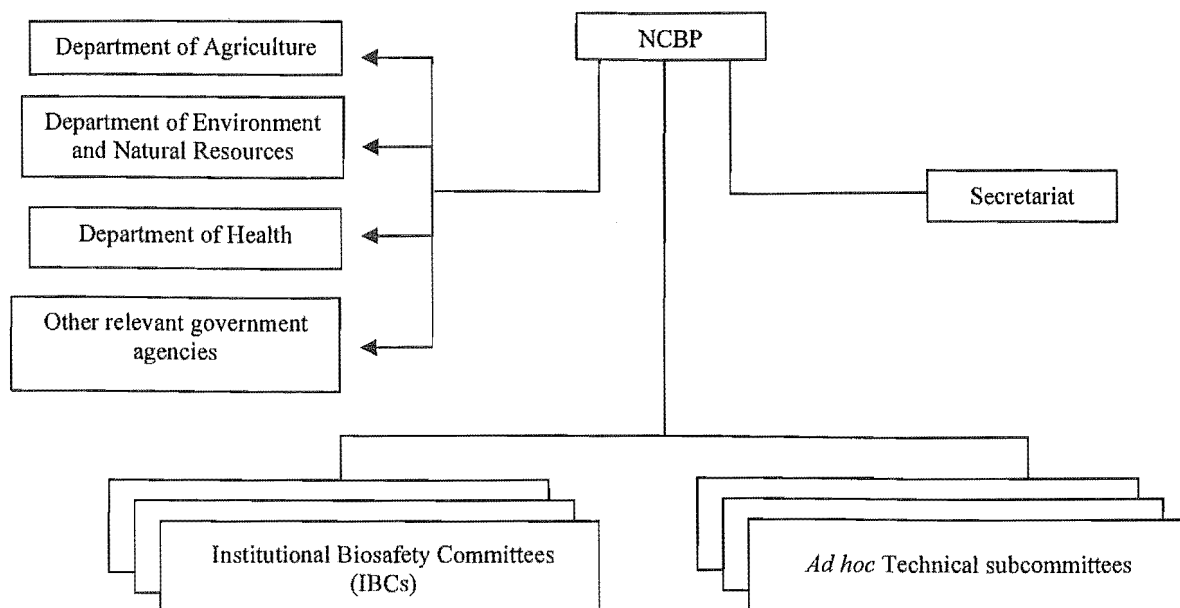 Department of Agriculture
NCBP
Department of Environment
and Natural Resources
Secretariat
Department of Health
Other relevant government
agencies
Institutional Biosafety Committees
(IBCs)
Ad hoc Technical subcommittees